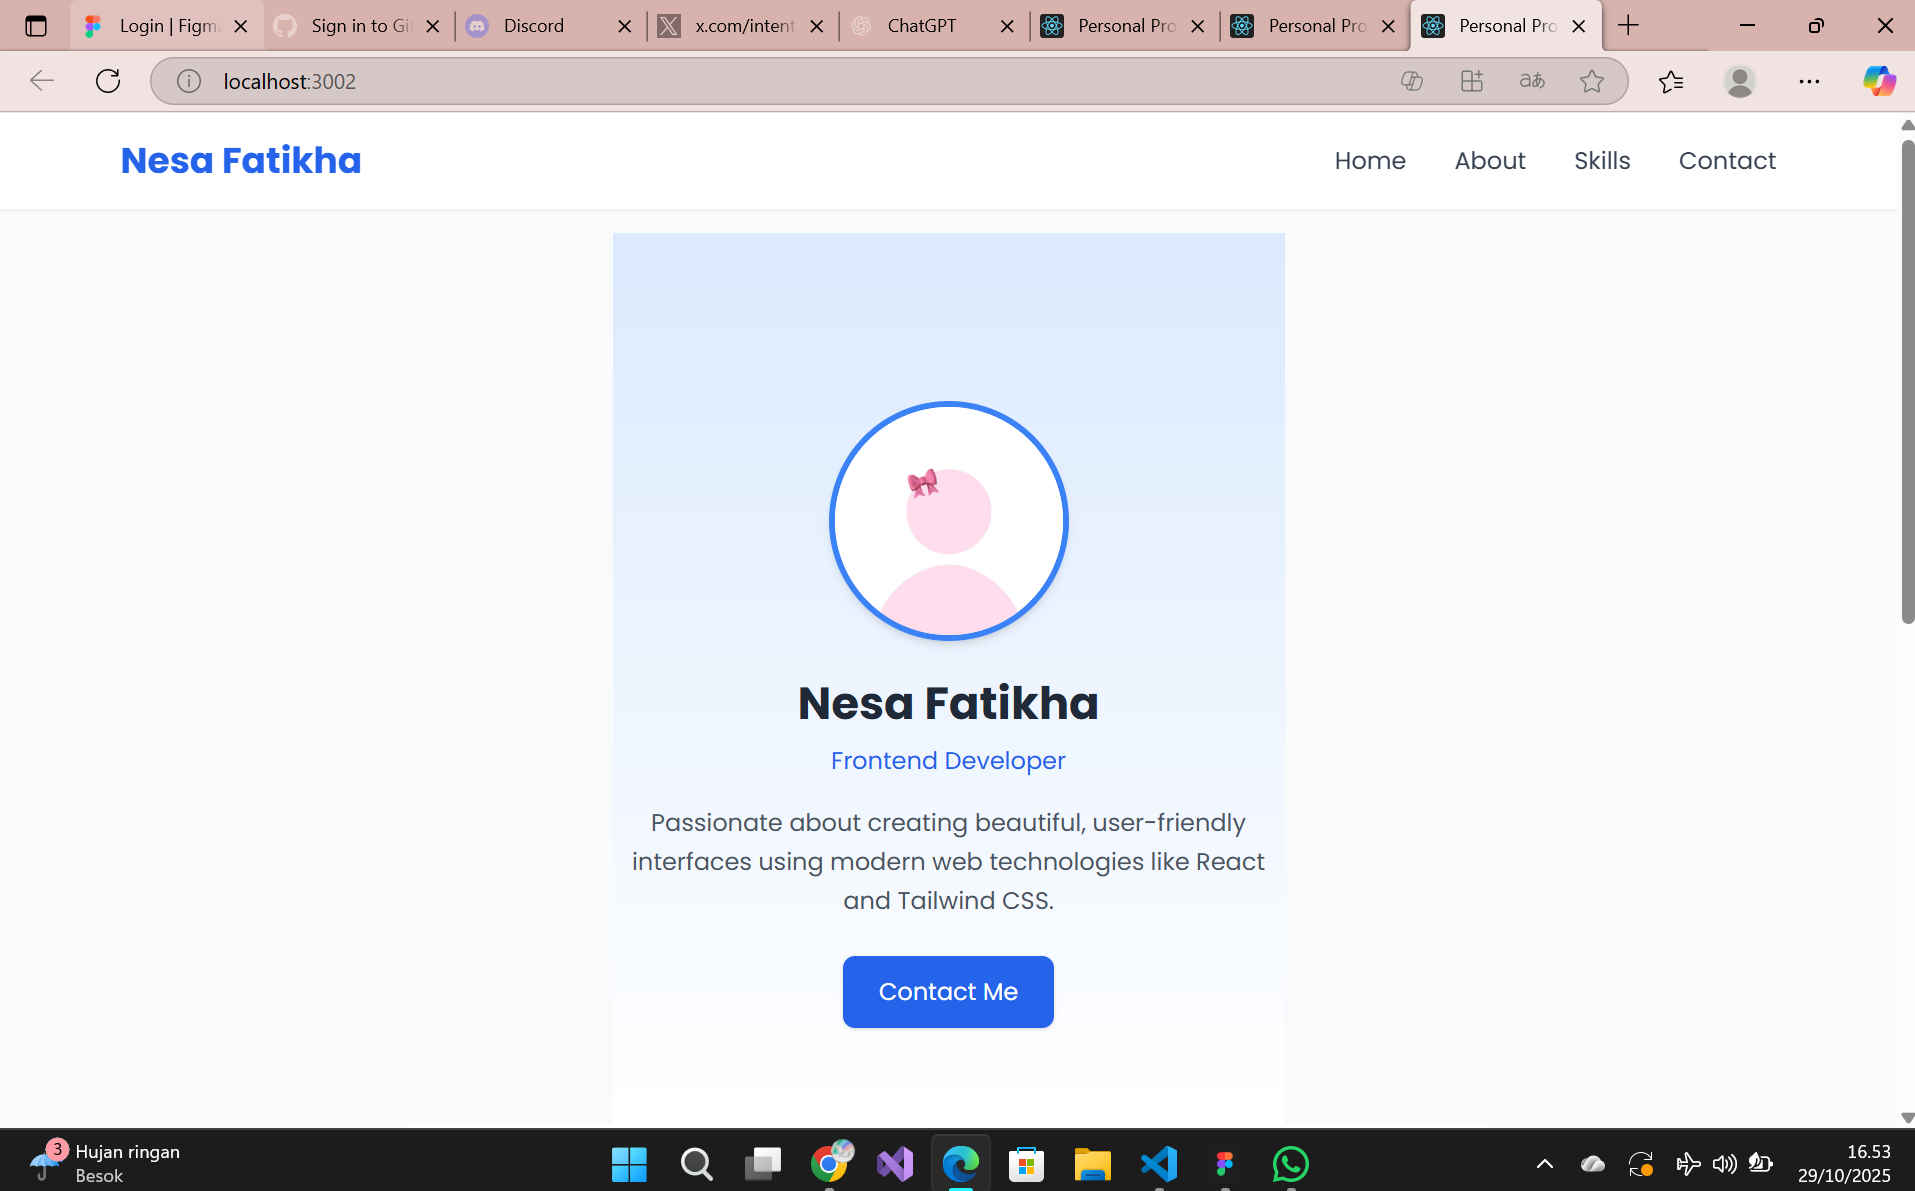 Login | Figma
Sign in to Git
Discord
x.com/intent
ChatGPT
Personal Pro
Personal Pro
Personal Pro
localhost:3002
Nesa Fatikha
Home
About
Skills
Contact
Nesa Fatikha
Frontend Developer
Passionate about creating beautiful, user-friendly
interfaces using modern web technologies like React
and Tailwind CSS.
Contact Me
3
Hujan ringan
Besok
16.53
29/10/2025